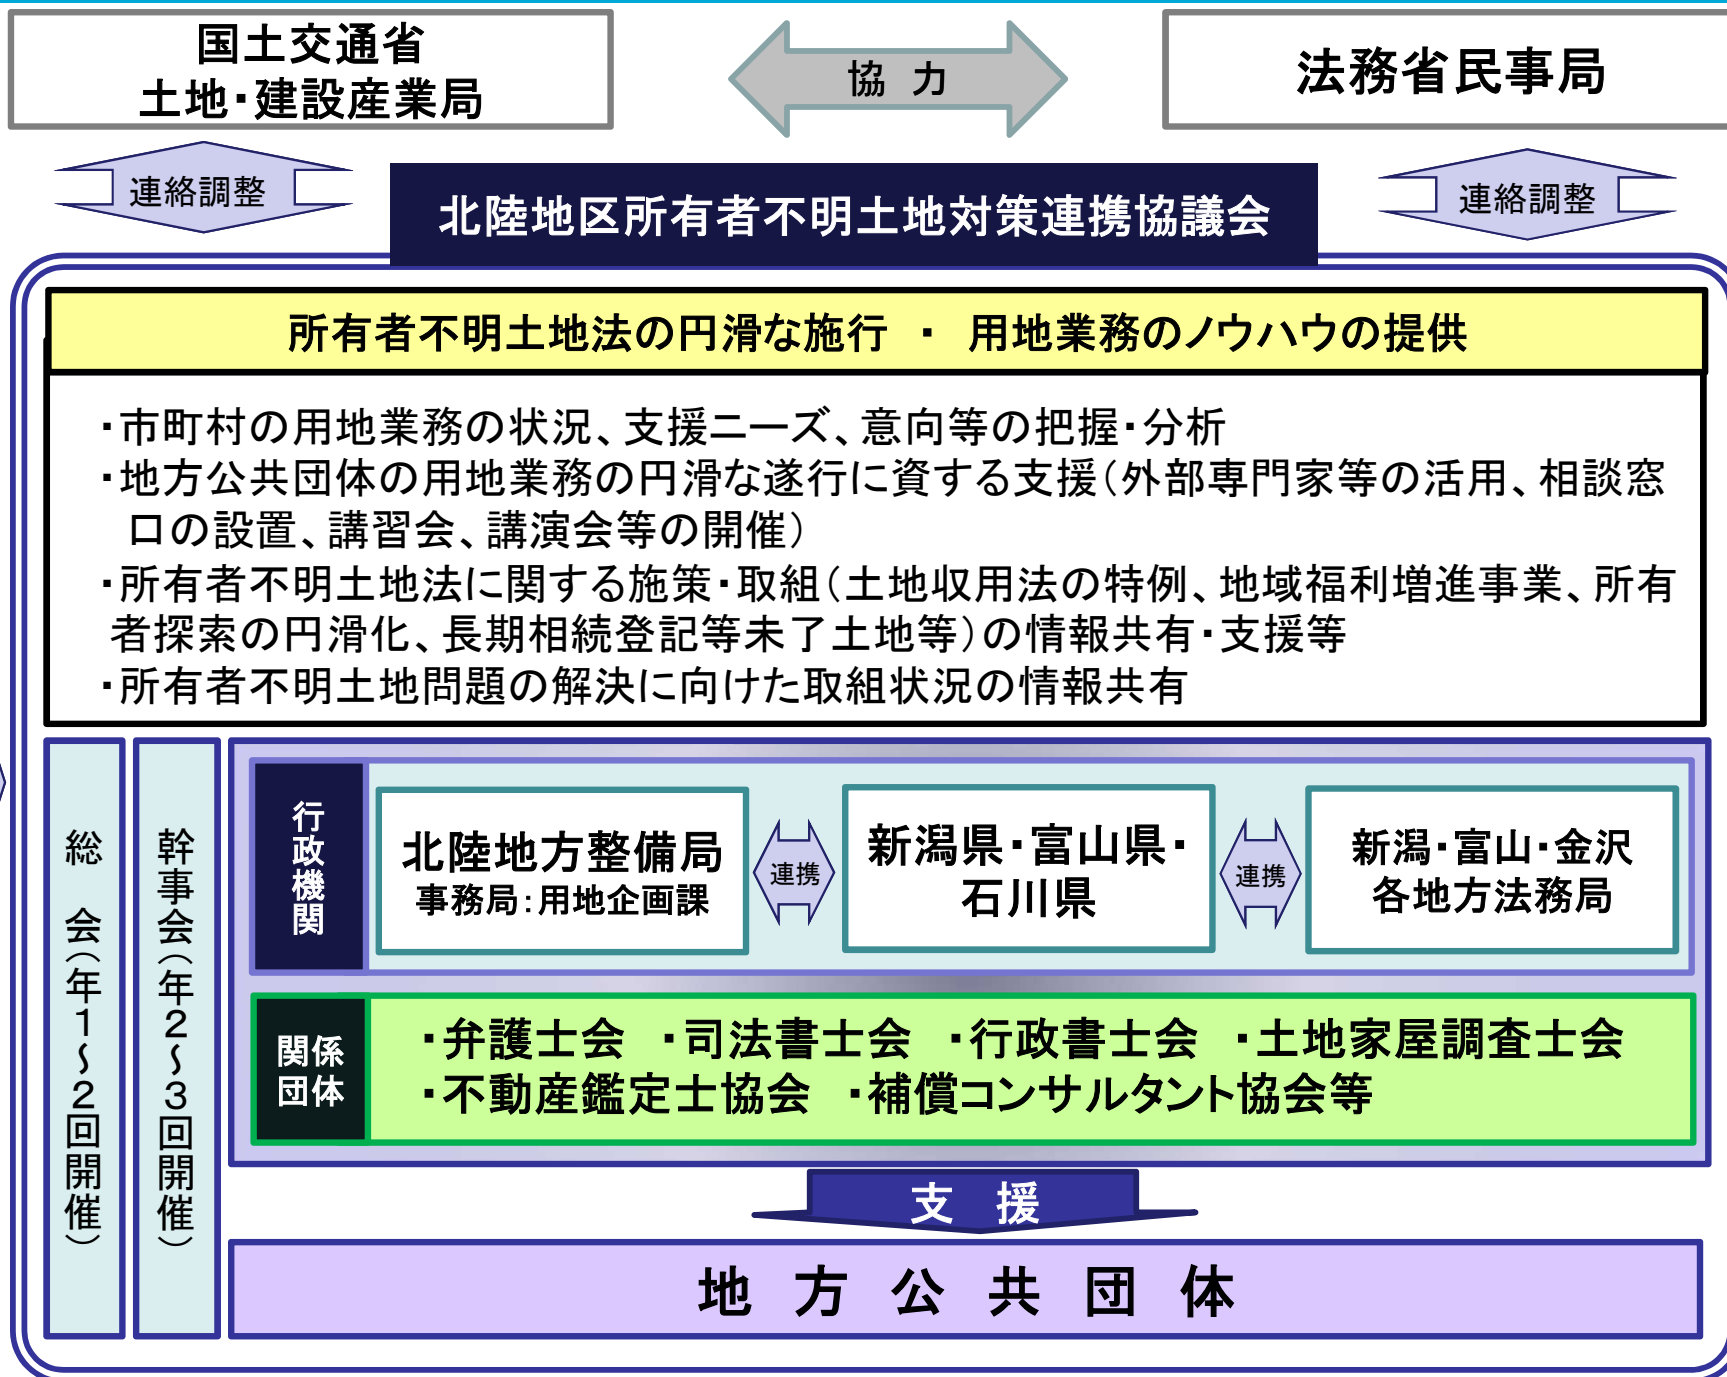 国土交通省
土地・建設産業局
協 力
法務省民事局
連絡調整
連絡調整
北陸地区所有者不明土地対策連携協議会
所有者不明土地法の円滑な施行 ・ 用地業務のノウハウの提供
・市町村の用地業務の状況、支援ニーズ、意向等の把握・分析
・地方公共団体の用地業務の円滑な遂行に資する支援（外部専門家等の活用、相談窓
口の設置、講習会、講演会等の開催）
・所有者不明土地法に関する施策・取組（土地収用法の特例、地域福利増進事業、所有
者探索の円滑化、長期相続登記等未了土地等）の情報共有・支援等
・所有者不明土地問題の解決に向けた取組状況の情報共有
総 会（年１～２回開催）
幹事会（年２～３回開催）
行政機関
北陸地方整備局
事務局：用地企画課
連携
新潟県・富山県・
石川県
連携
新潟・富山・金沢
各地方法務局
関係
団体
・弁護士会 ・司法書士会 ・行政書士会 ・土地家屋調査士会
・不動産鑑定士協会 ・補償コンサルタント協会等
支 援
地 方 公 共 団 体